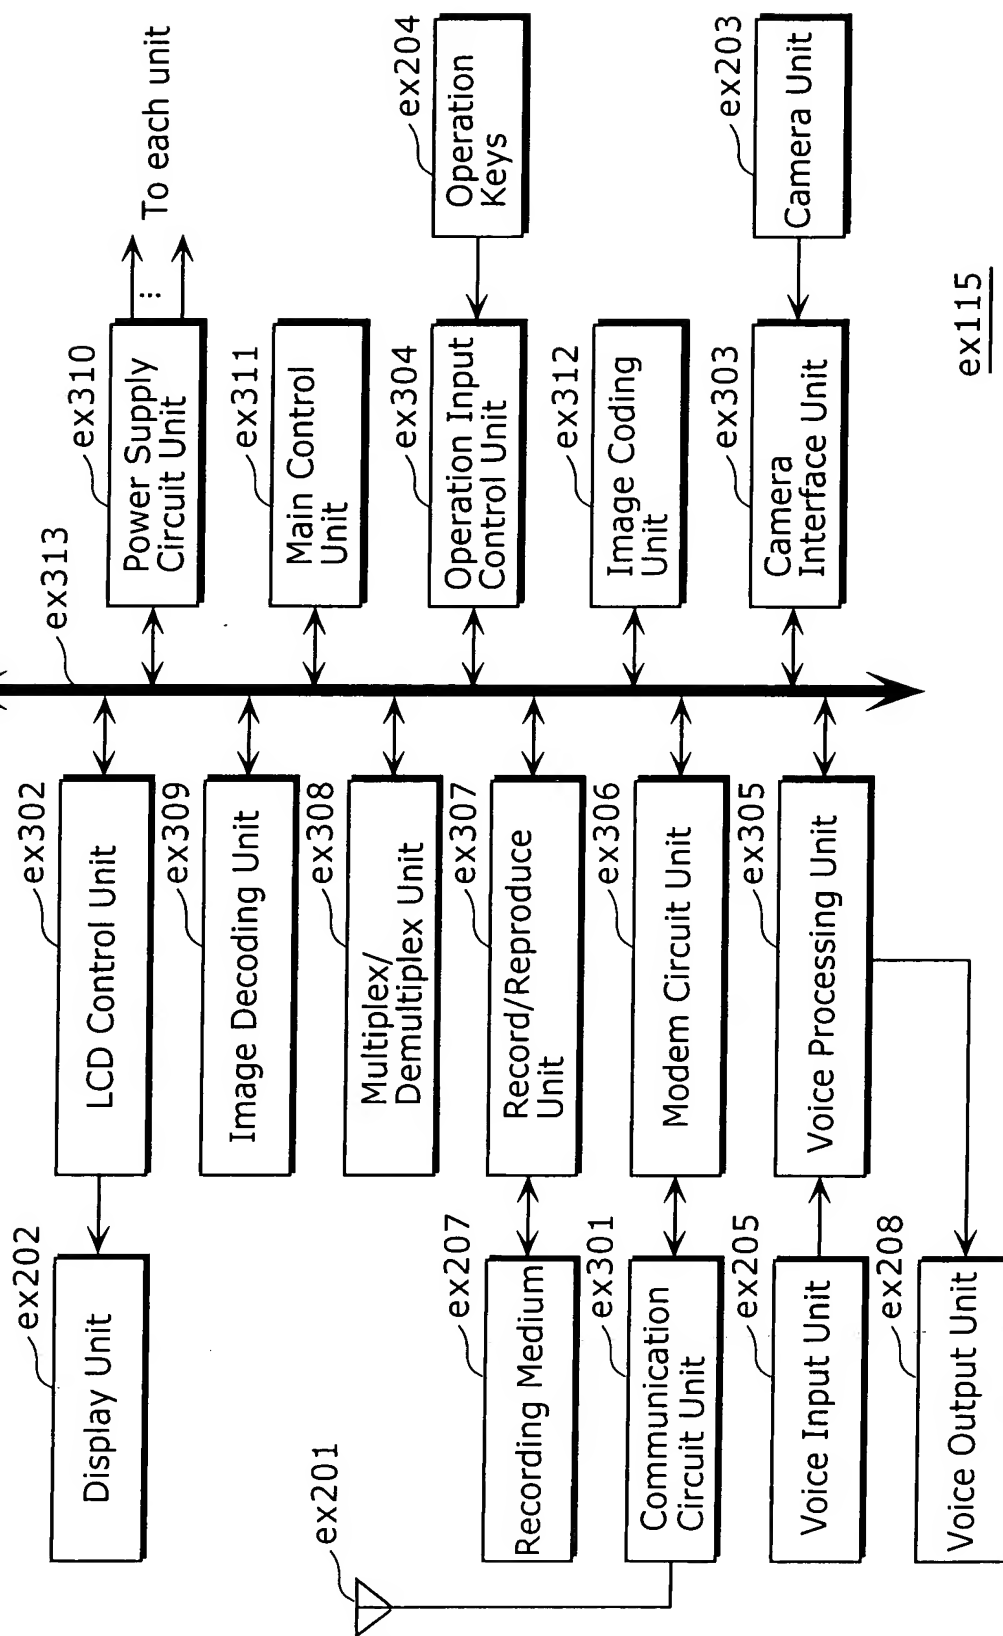 ex201
ex202
Display Unit
ex302
LCD Control Unit
ex313
ex310
Power Supply
Circuit Unit
To each unit
ex309
Image Decoding Unit
ex311
Main Control
Unit
ex308
Multiplex/
Demultiplex Unit
ex304
Operation Input
Control Unit
ex204
Operation
Keys
ex207
Recording Medium
ex307
Record/Reproduce
Unit
ex312
Image Coding
Unit
ex301
Communication
Circuit Unit
ex306
Modem Circuit Unit
ex303
Camera
Interface Unit
ex203
Camera Unit
ex205
Voice Input Unit
ex305
Voice Processing Unit
ex208
Voice Output Unit
ex115